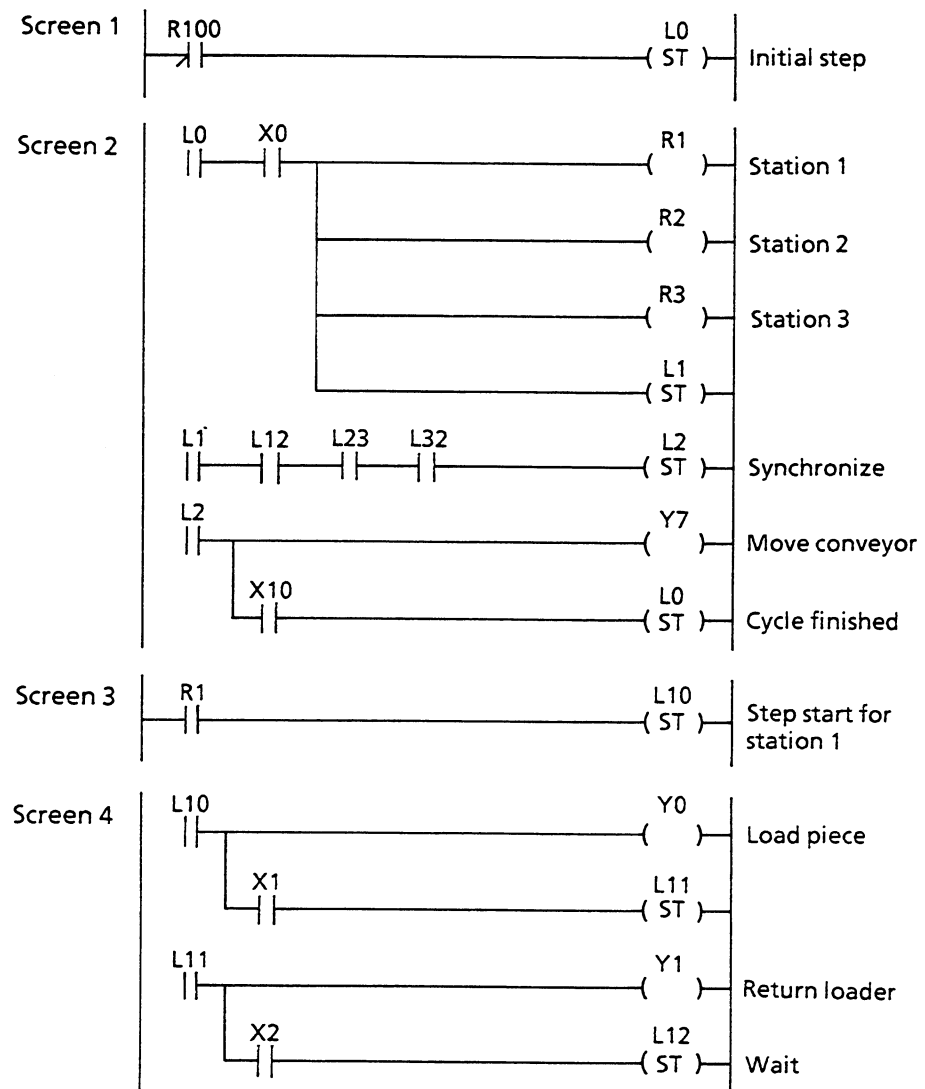 Screen 1
R100
L0
ST
Initial step
Screen 2
L0 X0
R1
Station 1
R2
Station 2
R3
Station 3
L1
ST
L1 L12 L23 L32
L2
ST
Synchronize
L2
Y7
Move conveyor
X10
L0
ST
Cycle finished
Screen 3
R1
L10
ST
Step start for
station 1
Screen 4
L10
Y0
Load piece
X1
L11
ST
L11
Y1
Return loader
X2
L12
ST
Wait